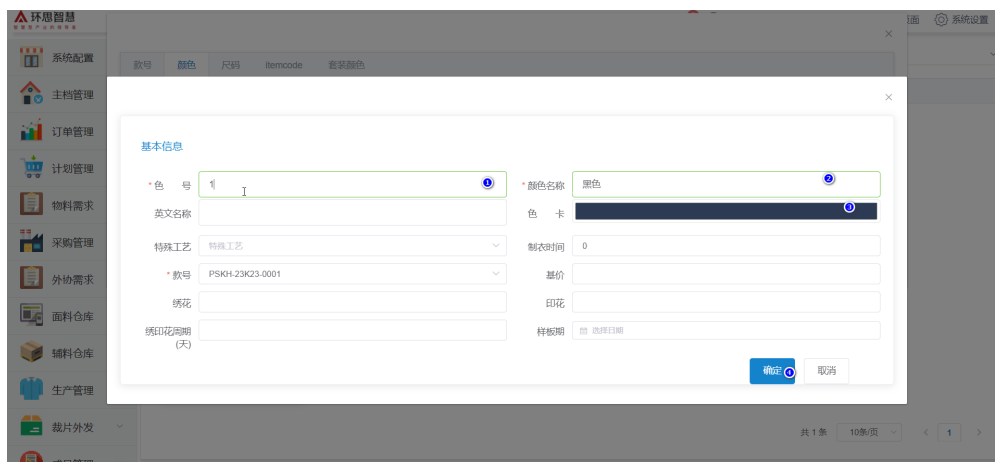 环思智慧
面 系统设置
系统配置
款号 颜色 尺码 itemcode 套装颜色
主档管理
订单管理
基本信息
计划管理
* 色 号 1 ① * 颜色名称 黑色 ②
物料需求
英文名称 色 卡 ③
采购管理
特殊工艺 特殊工艺 制衣时间 0
外协需求
* 款号 PSKH-23K23-0001 基价
绣花 印花
面料仓库
绣印花周期 样板期 选择日期
(天)
辅料仓库
确定 ④ 取消
生产管理
裁片外发
共 1 条 10条/页 < 1 >